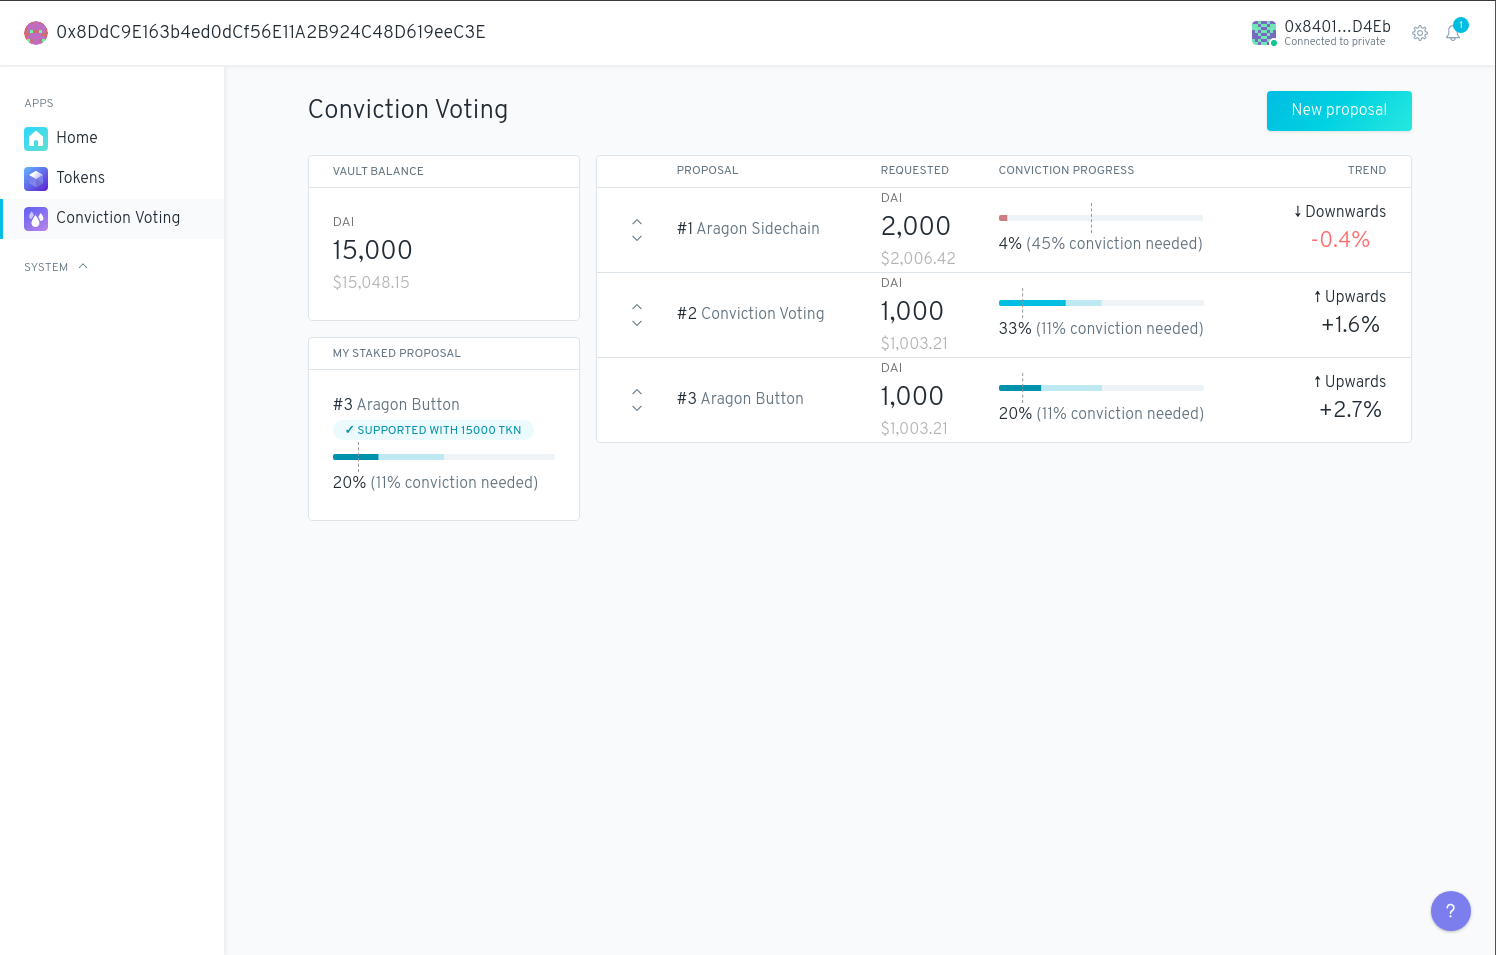 0x8DdC9E163b4ed0dCf56E11A2B924C48D619eeC3E
0x8401...D4Eb
Connected to private
1
APPS
Home
Tokens
Conviction Voting
SYSTEM
Conviction Voting
New proposal
VAULT BALANCE
DAI
15,000
$15,048.15
MY STAKED PROPOSAL
#3 Aragon Button
✓ SUPPORTED WITH 15000 TKN
20% (11% conviction needed)
PROPOSAL REQUESTED CONVICTION PROGRESS TREND
#1 Aragon Sidechain
DAI
2,000
$2,006.42
4% (45% conviction needed)
↓ Downwards
-0.4%
#2 Conviction Voting
DAI
1,000
$1,003.21
33% (11% conviction needed)
↑ Upwards
+1.6%
#3 Aragon Button
DAI
1,000
$1,003.21
20% (11% conviction needed)
↑ Upwards
+2.7%
?